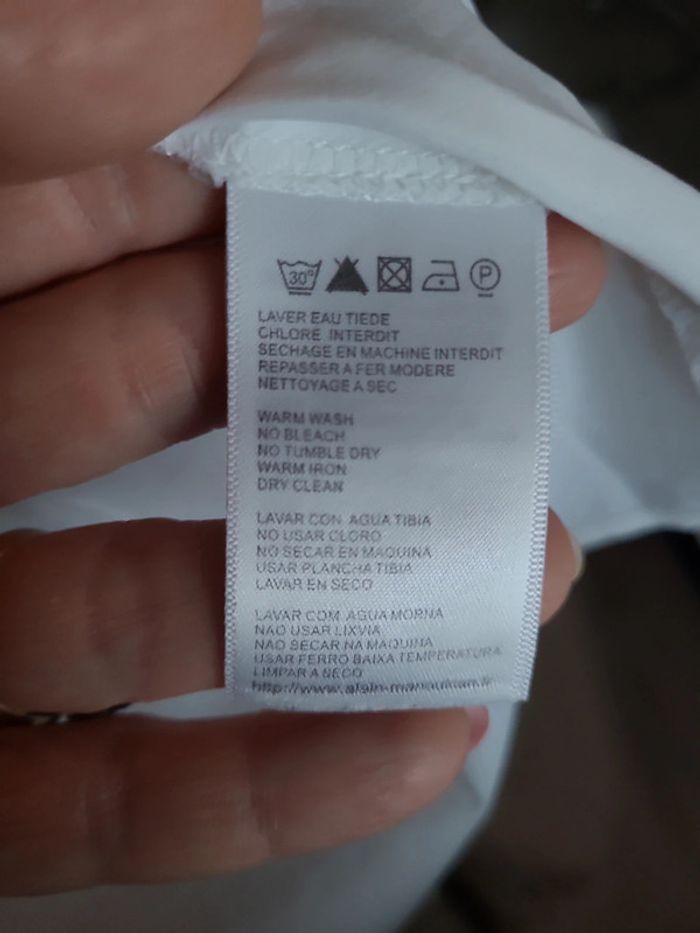 30°
P
LAVER EAU TIEDE
CHLORE INTERDIT
SECHAGE EN MACHINE INTERDIT
REPASSER A FER MODERE
NETTOYAGE A SEC
WARM WASH
NO BLEACH
NO TUMBLE DRY
WARM IRON
DRY CLEAN
LAVAR CON AGUA TIBIA
NO USAR CLORO
NO SECAR EN MAQUINA
USAR PLANCHA TIBIA
LAVAR EN SECO
LAVAR COM AGUA MORNA
NAO USAR LIXVIA
NAO SECAR NA MAQUINA
USAR FERRO BAIXA TEMPERATURA
LIMPAR A SECO